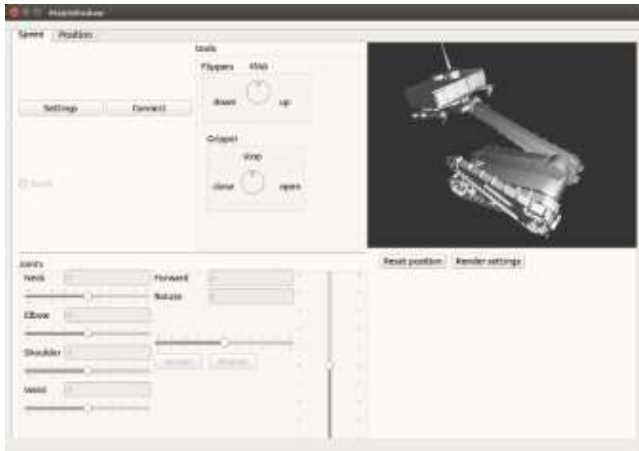 MainWindow
Speed
Position
tools
Flippers
stop
down
up
Settings
Connect
Gripper
stop
close
open
Joints
Neck
Forward
Rotate
Elbow
Shoulder
Waist
Reset position
Render settings